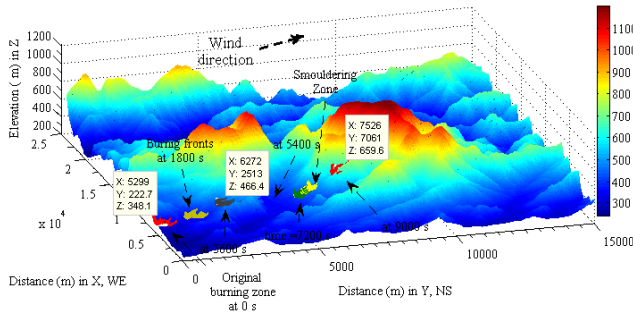 1200
1000
800
600
400
200
Elevation ( m) in Z
Wind
direction
Smouldering
Zone
1100
1000
900
800
700
600
500
400
300
Buring fronts
at 1800 s
at 5400 s
X: 7526
Y: 7061
Z: 659.6
X: 6272
Y: 2513
Z: 466.4
X: 5299
Y: 222.7
Z: 348.1
2.5
2
1.5
1
0.5
0
x 10^4
at 3600 s
time =7200 s
at 9000 s
0
5000
10000
15000
Distance (m) in X, WE
Original
burning zone
at 0 s
Distance (m) in Y, NS